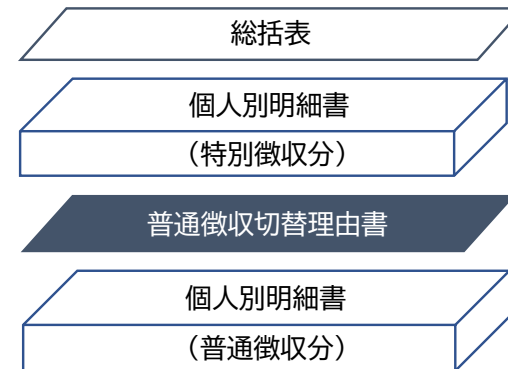 総括表
個人別明細書
（特別徴収分）
普通徴収切替理由書
個人別明細書
（普通徴収分）